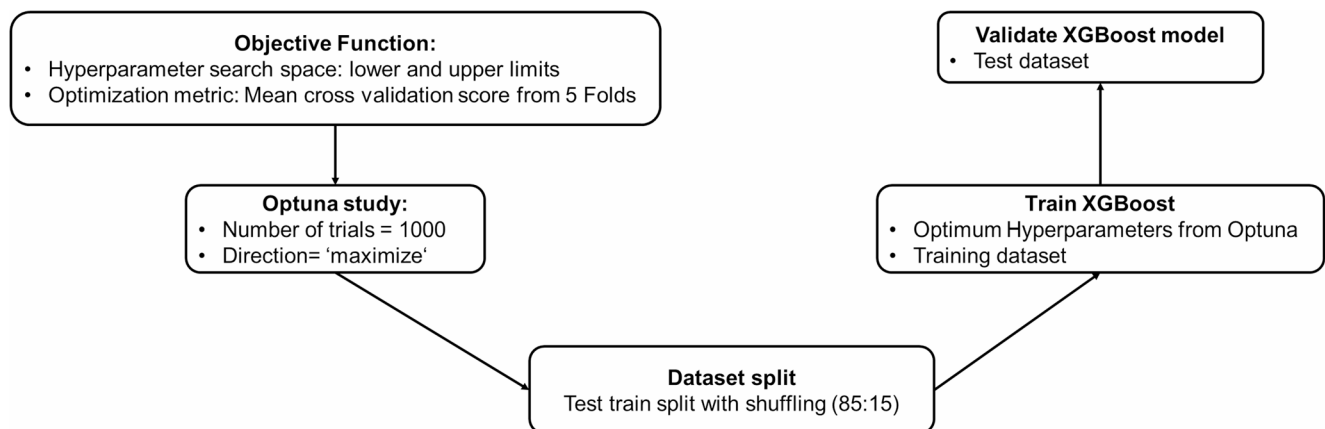 Objective Function:
• Hyperparameter search space: lower and upper limits
• Optimization metric: Mean cross validation score from 5 Folds
Optuna study:
• Number of trials = 1000
• Direction= ‘maximize‘
Dataset split
Test train split with shuffling (85:15)
Train XGBoost
• Optimum Hyperparameters from Optuna
• Training dataset
Validate XGBoost model
• Test dataset